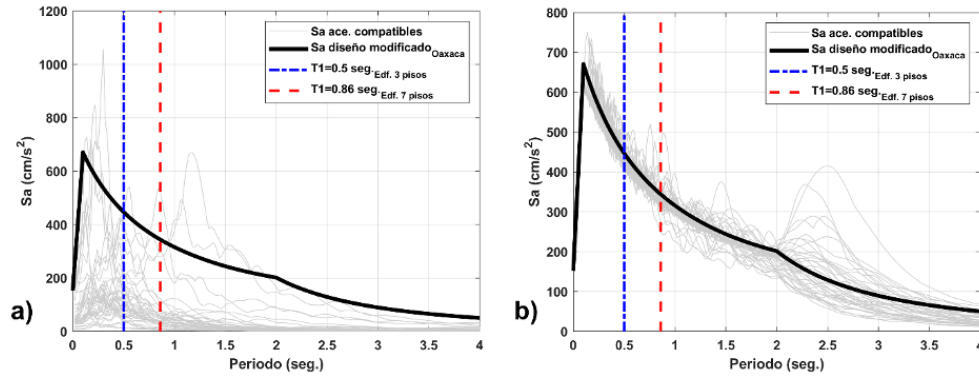 1200
1000
800
600
400
200
0
Sa (cm/s²)
Sa ace. compatibles
Sa diseño modificado Oaxaca
T1=0.5 seg. Edf. 3 pisos
T1=0.86 seg. Edf. 7 pisos
a)
0 0.5 1 1.5 2 2.5 3 3.5 4
Periodo (seg.)
800
700
600
500
400
300
200
100
0
Sa (cm/s²)
Sa ace. compatibles
Sa diseño modificado Oaxaca
T1=0.5 seg. Edf. 3 pisos
T1=0.86 seg. Edf. 7 pisos
b)
0 0.5 1 1.5 2 2.5 3 3.5 4
Periodo (seg.)